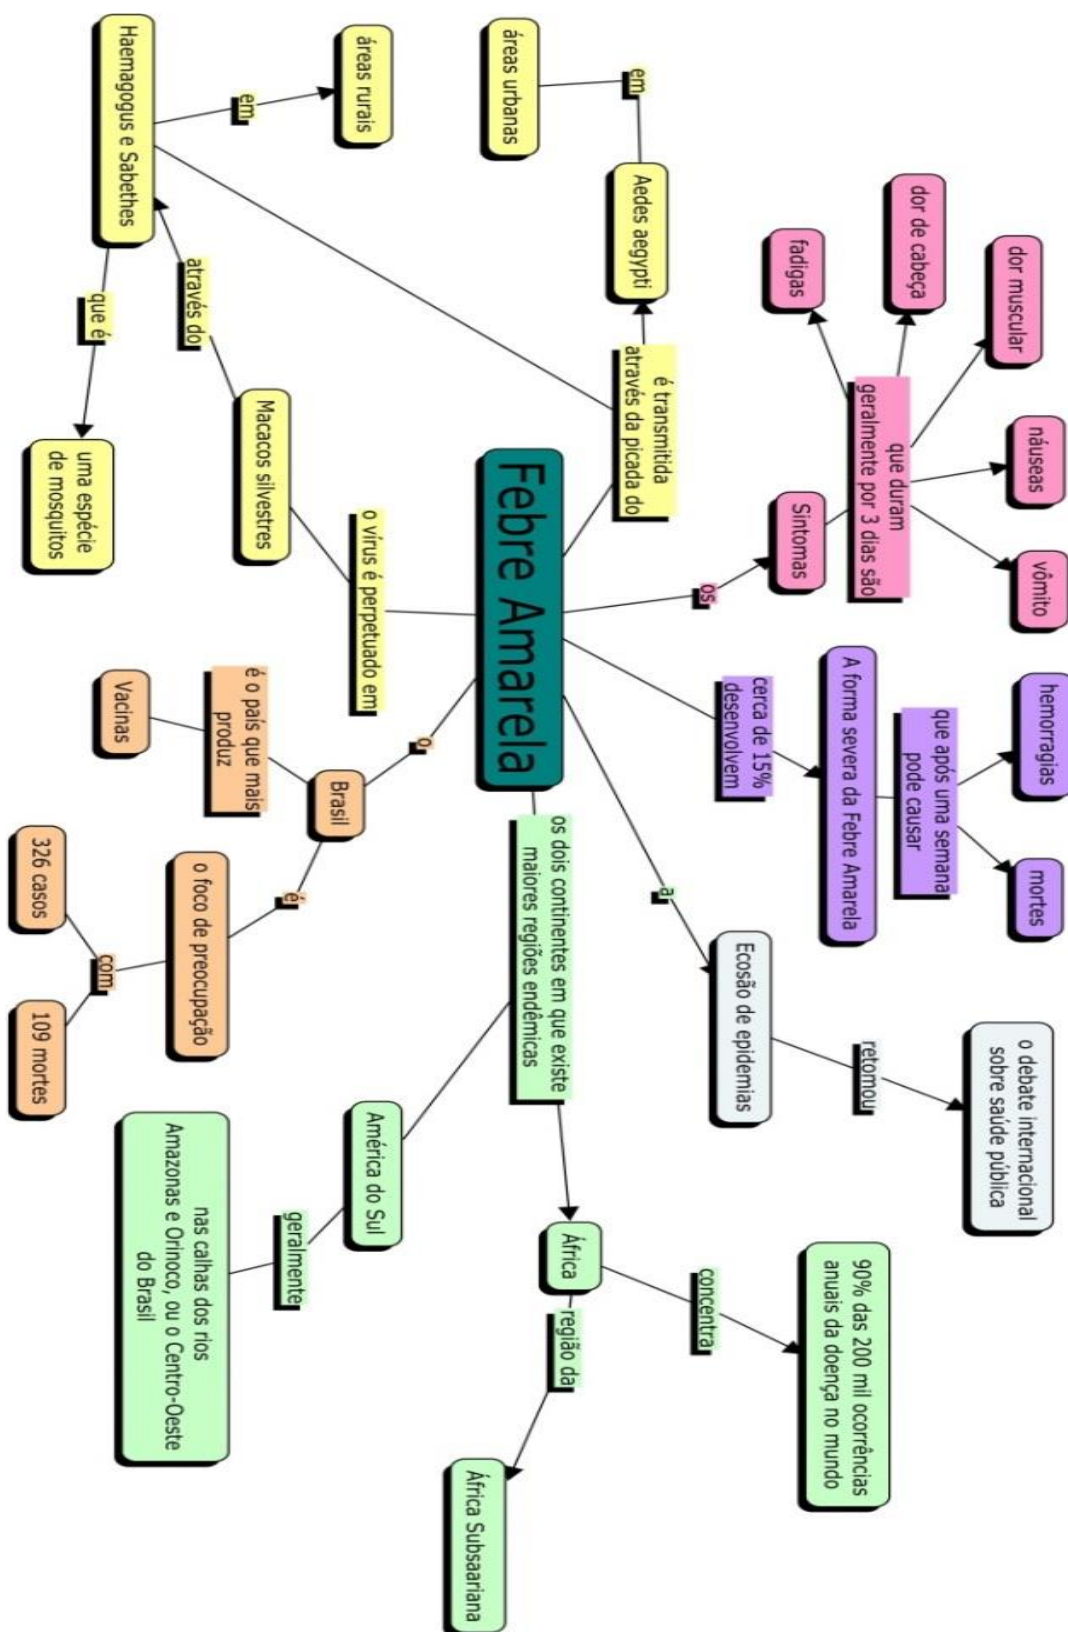 dor muscular
náuseas
vômito
hemorragias
mortes
o debate internacional
sobre saúde pública
dor de cabeça
que duram
geralmente por 3 dias são
que após uma semana
pode causar
retomou
90% das 200 mil ocorrências
anuais da doença no mundo
fadigas
Sintomas
A forma severa da Febre Amarela
os
cerca de 15%
desenvolvem
a
Ecosão de epidemias
concentra
áreas urbanas
em
Aedes aegypti
é transmitida
através da picada do
Febre Amarela
os dois continentes em que existe
maiores regiões endêmicas
África
região da
África Subsaariana
áreas rurais
em
o vírus é perpetuado em
o
Brasil
América do Sul
geralmente
nas calhas dos rios
Amazonas e Orinoco, ou o Centro-Oeste
do Brasil
Haemagogus e Sabethes
através do
Macacos silvestres
é o país que mais
produz
Vacinas
é
o foco de preocupação
que é
uma espécie
de mosquitos
com
326 casos
109 mortes